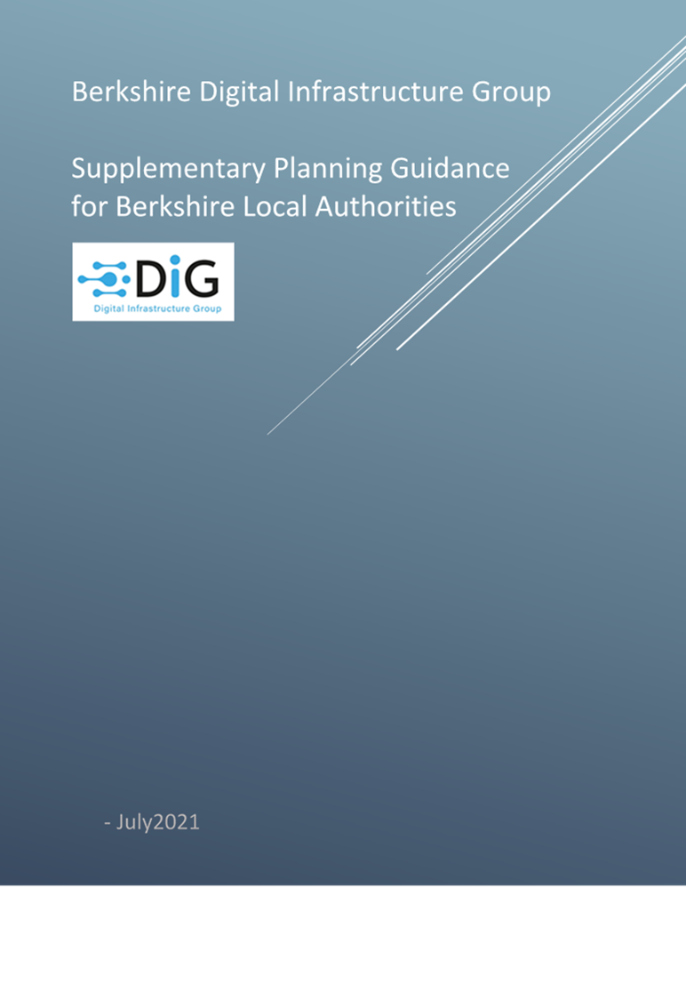 Berkshire Digital Infrastructure Group
Supplementary Planning Guidance
for Berkshire Local Authorities
DiG
Digital Infrastructure Group
- July2021